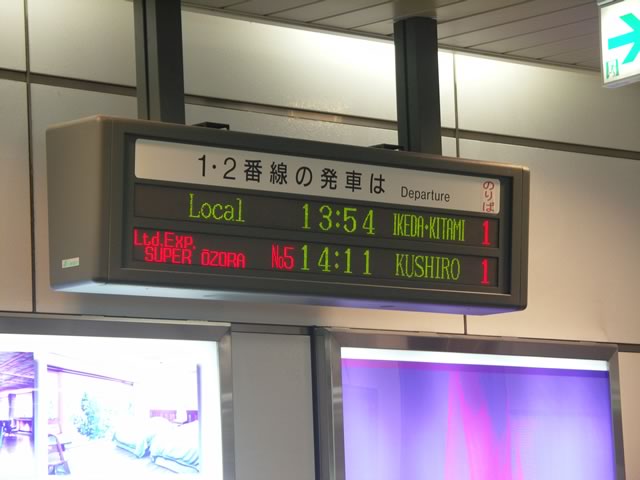 1・2番線の発車は Departure のりば
Local 13:54 IKEDA・KITAMI 1
Ltd.Exp. SUPER ŌZORA №5 14:11 KUSHIRO 1